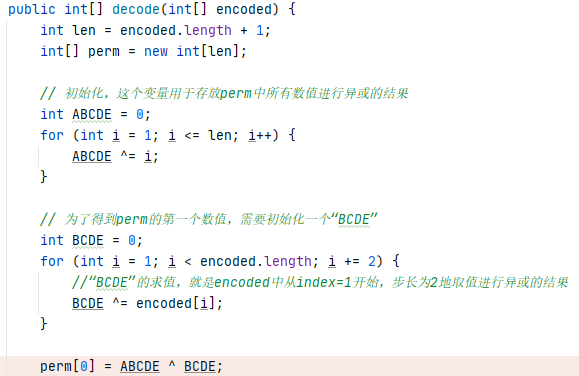 public int[] decode(int[] encoded) {
    int len = encoded.length + 1;
    int[] perm = new int[len];

    // 初始化，这个变量用于存放perm中所有数值进行异或的结果
    int ABCDE = 0;
    for (int i = 1; i <= len; i++) {
        ABCDE ^= i;
    }

    // 为了得到perm的第一个数值，需要初始化一个“BCDE”
    int BCDE = 0;
    for (int i = 1; i < encoded.length; i += 2) {
        //“BCDE”的求值，就是encoded中从index=1开始，步长为2地取值进行异或的结果
        BCDE ^= encoded[i];
    }

    perm[0] = ABCDE ^ BCDE;